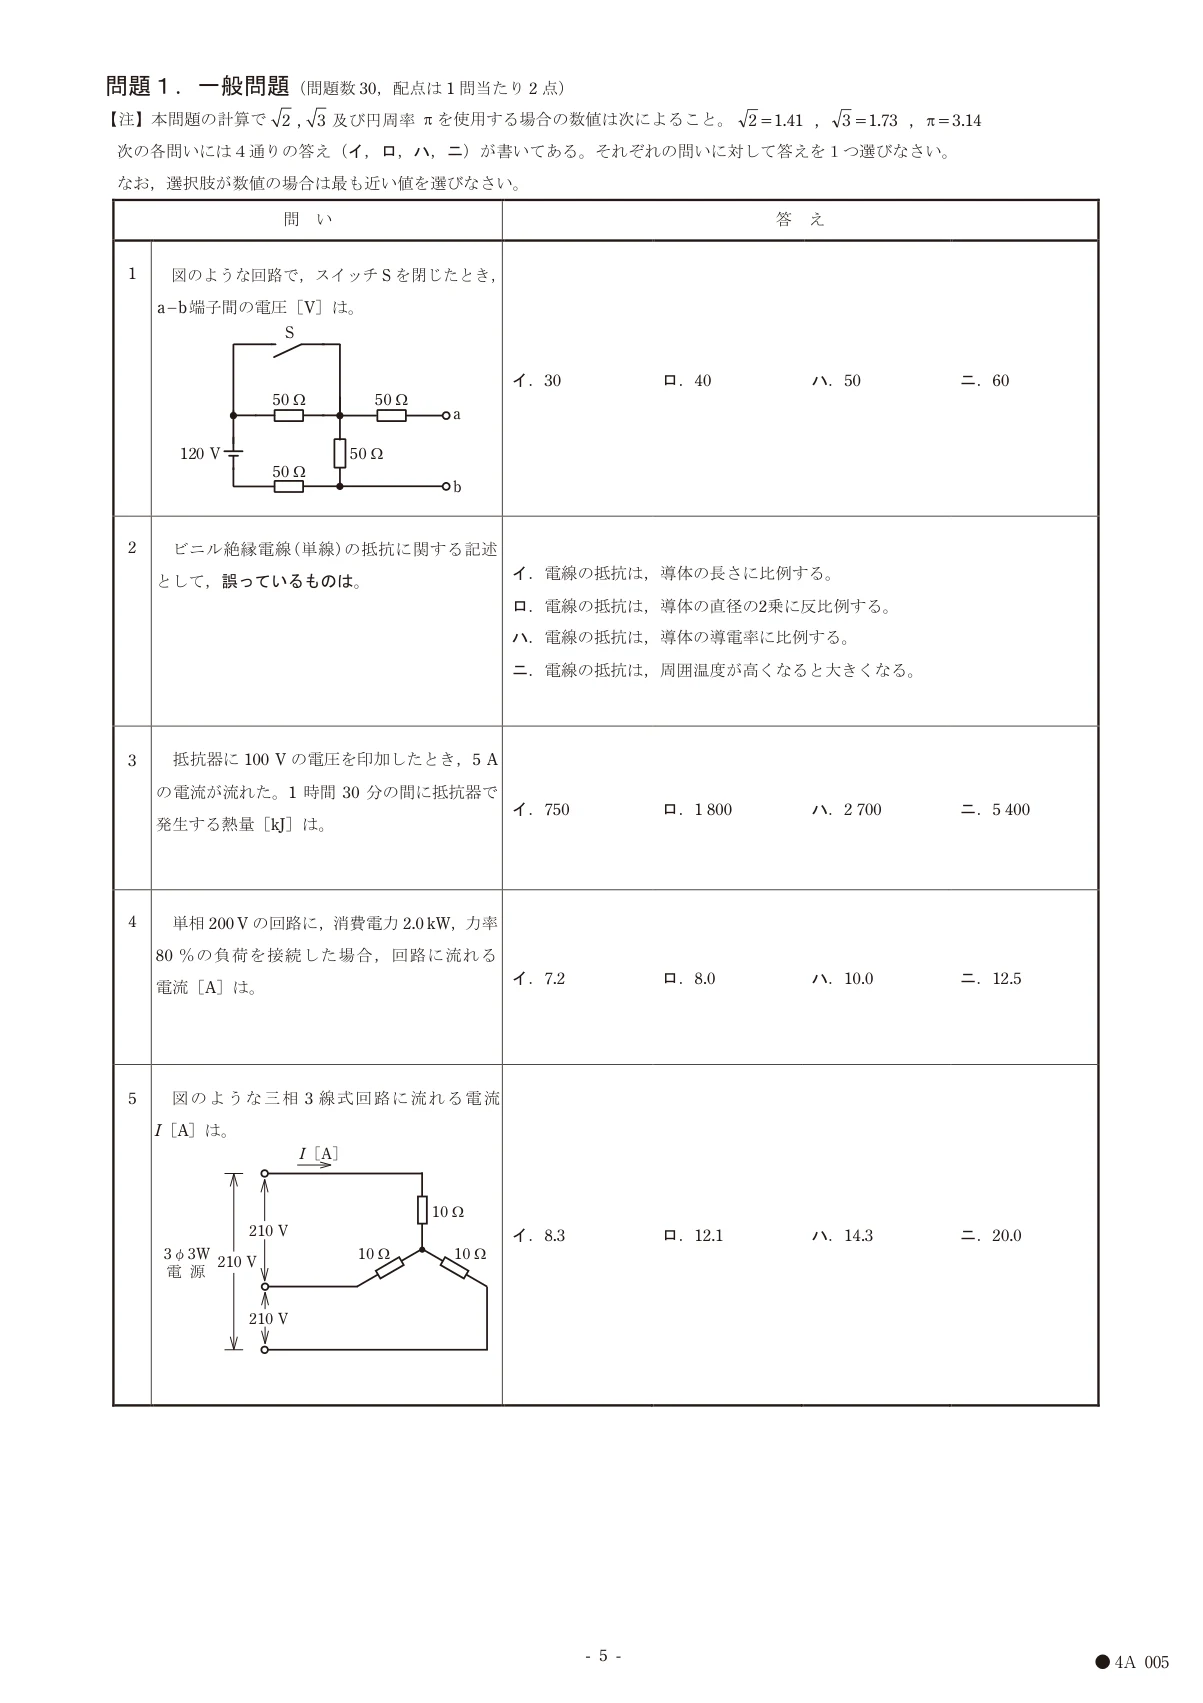 問題1．一般問題（問題数30，配点は1問当たり2点）
【注】本問題の計算で√2，√3及び円周率πを使用する場合の数値は次によること。√2＝1.41 ，√3＝1.73 ，π＝3.14
次の各問いには4通りの答え（イ，ロ，ハ，ニ）が書いてある。それぞれの問いに対して答えを1つ選びなさい。
なお，選択肢が数値の場合は最も近い値を選びなさい。
問 い 答 え
1 図のような回路で，スイッチSを閉じたとき，
a−b端子間の電圧［V］は。
S
50 Ω 50 Ω
a
120 V
50 Ω
50 Ω
b
イ．30 ロ．40 ハ．50 ニ．60
2 ビニル絶縁電線（単線）の抵抗に関する記述
として，誤っているものは。
イ．電線の抵抗は，導体の長さに比例する。
ロ．電線の抵抗は，導体の直径の2乗に反比例する。
ハ．電線の抵抗は，導体の導電率に比例する。
ニ．電線の抵抗は，周囲温度が高くなると大きくなる。
3 抵抗器に 100 V の電圧を印加したとき，5 A
の電流が流れた。1 時間 30 分の間に抵抗器で
発生する熱量［kJ］は。
イ．750 ロ．1 800 ハ．2 700 ニ．5 400
4 単相 200 V の回路に，消費電力 2.0 kW，力率
80 ％の負荷を接続した場合，回路に流れる
電流［A］は。
イ．7.2 ロ．8.0 ハ．10.0 ニ．12.5
5 図のような三相 3 線式回路に流れる電流
I［A］は。
I［A］
10 Ω
210 V
10 Ω 10 Ω
3φ3W
電 源
210 V
210 V
イ．8.3 ロ．12.1 ハ．14.3 ニ．20.0
- 5 -
●4A 005